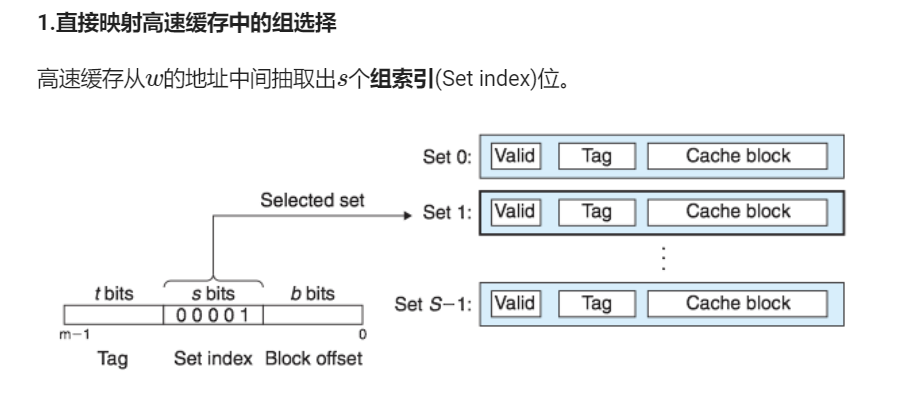 1.直接映射高速缓存中的组选择
高速缓存从w的地址中间抽取出s个组索引(Set index)位。
Set 0: Valid Tag Cache block
Selected set
Set 1: Valid Tag Cache block
⋮
t bits s bits b bits
Set S−1: Valid Tag Cache block
0 0 0 0 1
m−1 0
Tag Set index Block offset